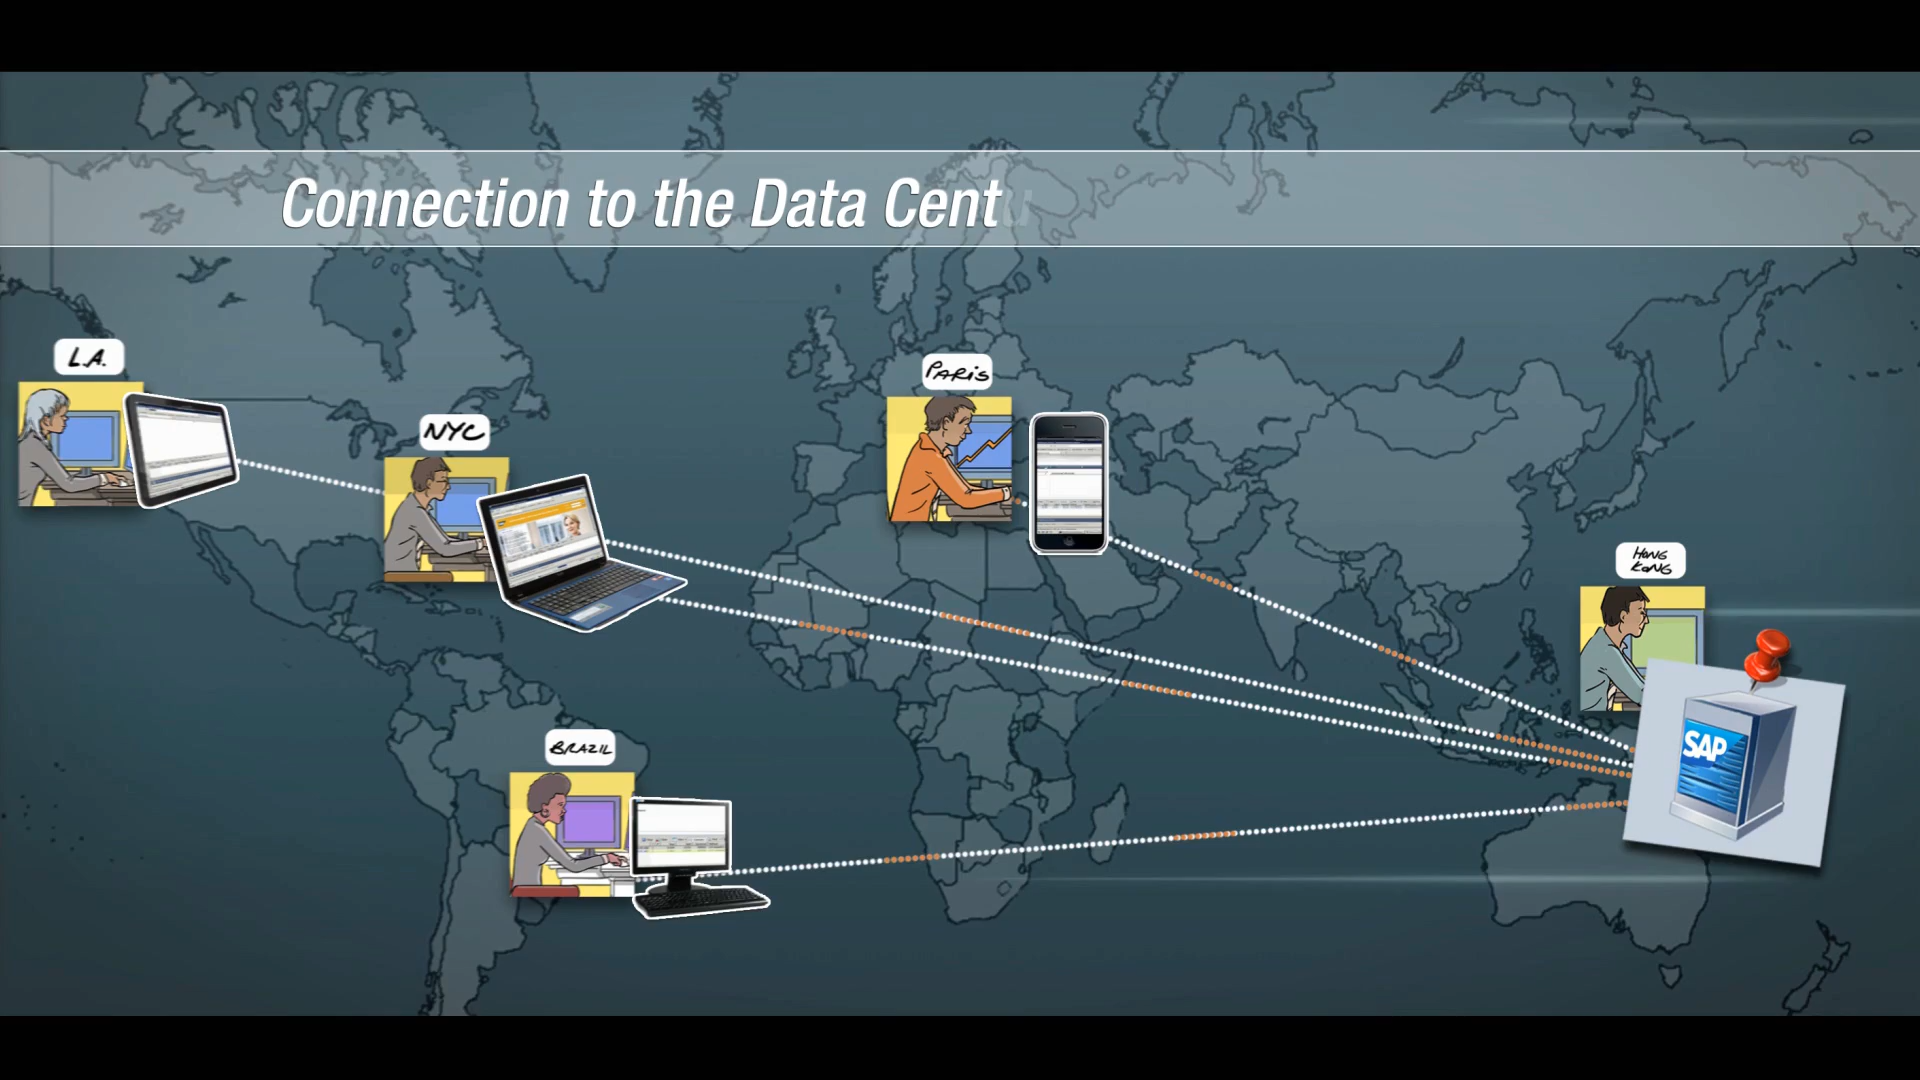 Connection to the Data Cent
L.A.
NYC
PARIS
HONG
KONG
SAP
BRAZIL